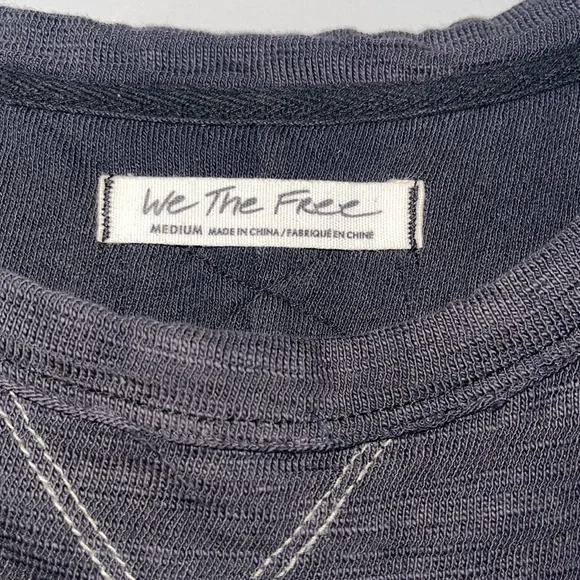 We The Free
MEDIUM MADE IN CHINA / FABRIQUÉ EN CHINE